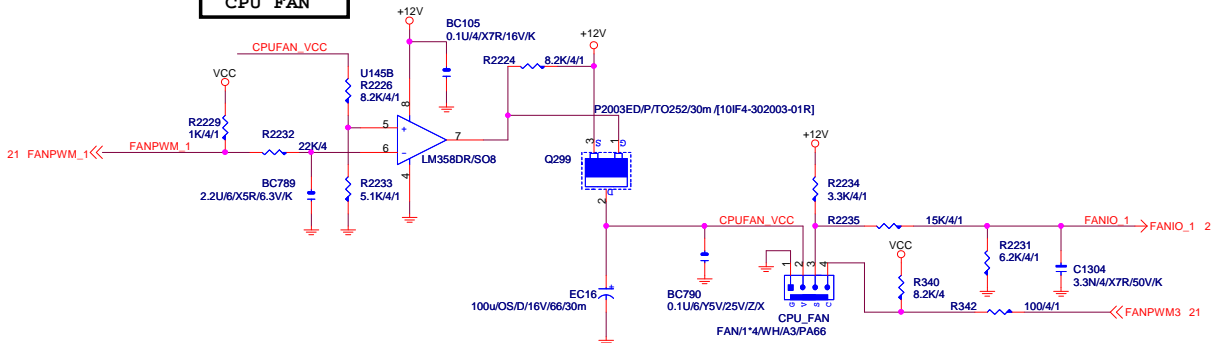 CPU FAN
+12V
BC105
0.1U/4/X7R/16V/K
+12V
CPUFAN_VCC
R2224
8.2K/4/1
VCC
U145B
R2226
8.2K/4/1
8
P2003ED/P/TO252/30m /[10IF4-302003-01R]
R2229
1K/4/1
5
+
3
S
1
G
21 FANPWM_1
FANPWM_1
R2232
22K/4
6
-
7
LM358DR/SO8
Q299
+12V
BC789
2.2U/6/X5R/6.3V/K
R2233
5.1K/4/1
4
D
2
R2234
3.3K/4/1
CPUFAN_VCC
R2235
15K/4/1
FANIO_1
FANIO_1 2
VCC
R2231
6.2K/4/1
C1304
3.3N/4/X7R/50V/K
1
2
3
4
R340
8.2K/4
EC16
100u/OS/D/16V/66/30m
+
BC790
0.1U/6/Y5V/25V/Z/X
G
V
S
C
R342
100/4/1
FANPWM3 21
CPU_FAN
FAN/1*4/WH/A3/PA66